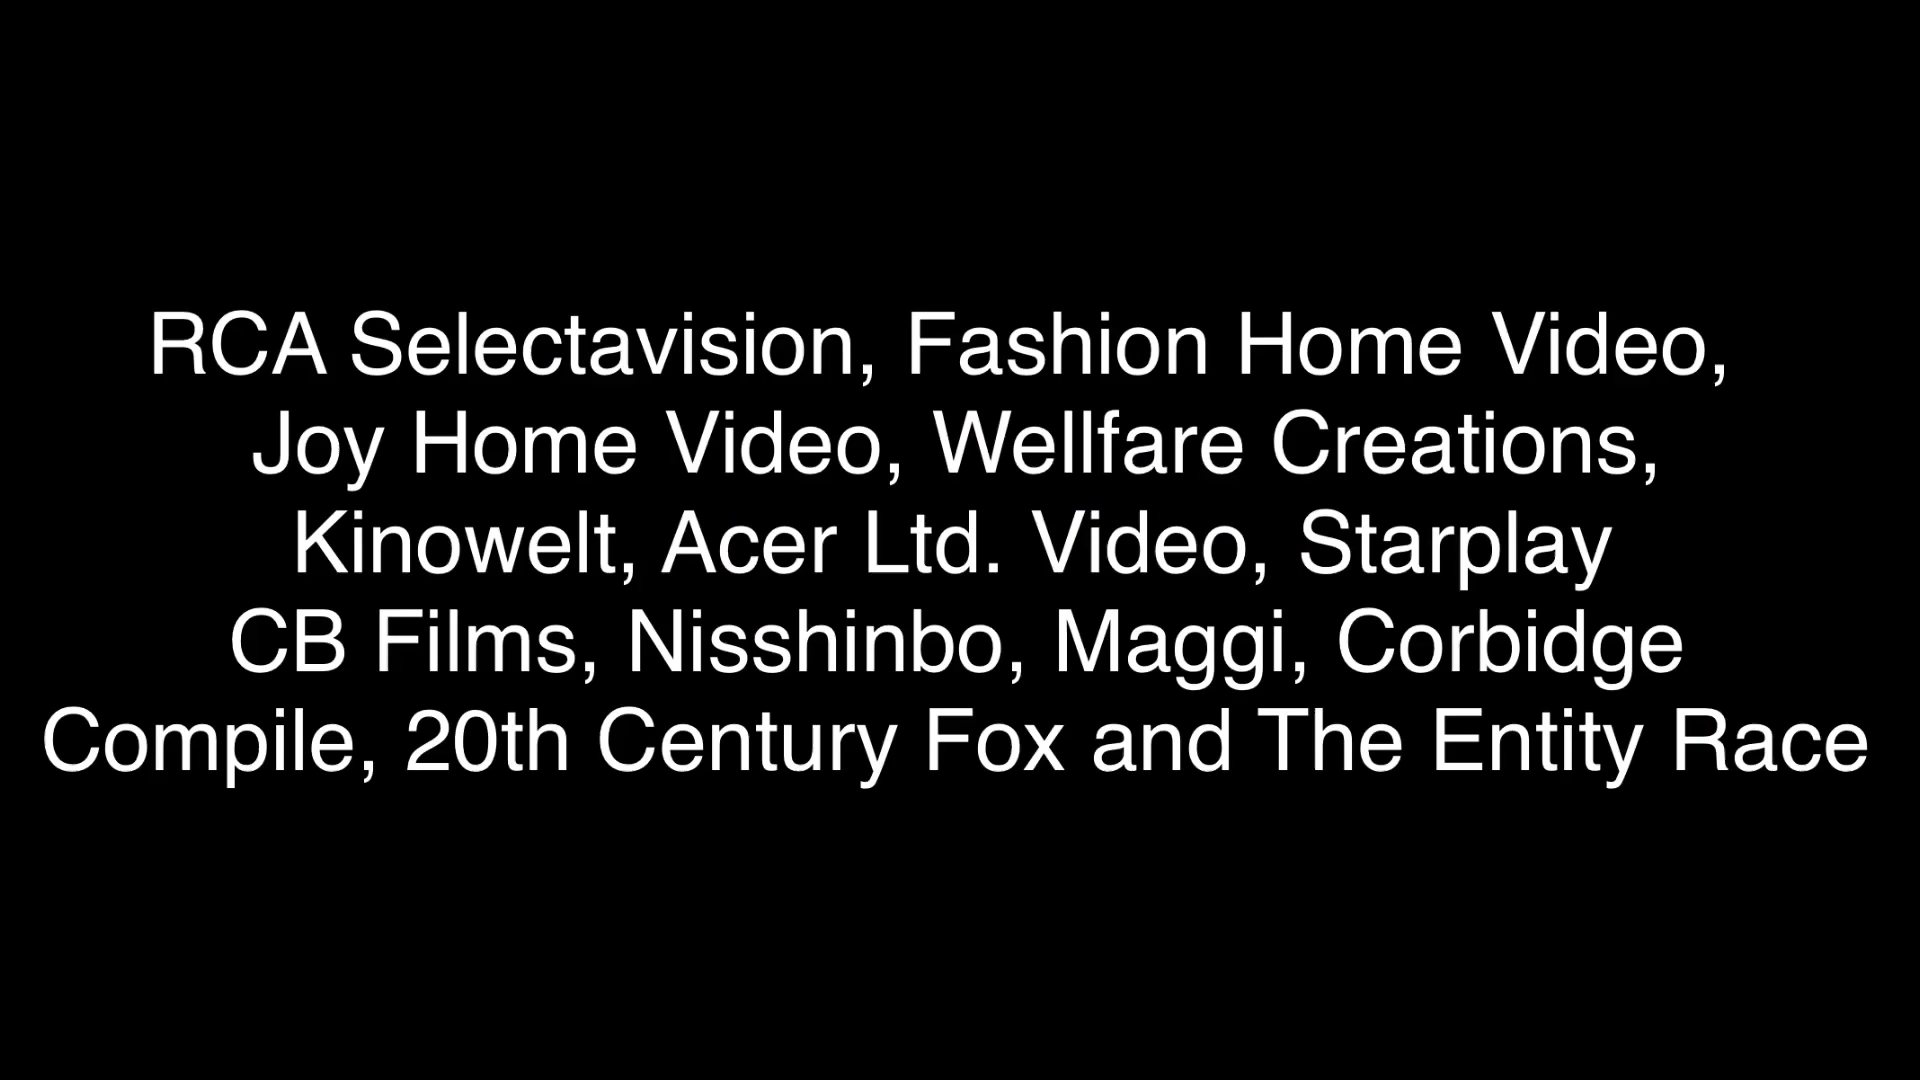 RCA Selectavision, Fashion Home Video,
Joy Home Video, Wellfare Creations,
Kinowelt, Acer Ltd. Video, Starplay
CB Films, Nisshinbo, Maggi, Corbidge
Compile, 20th Century Fox and The Entity Race